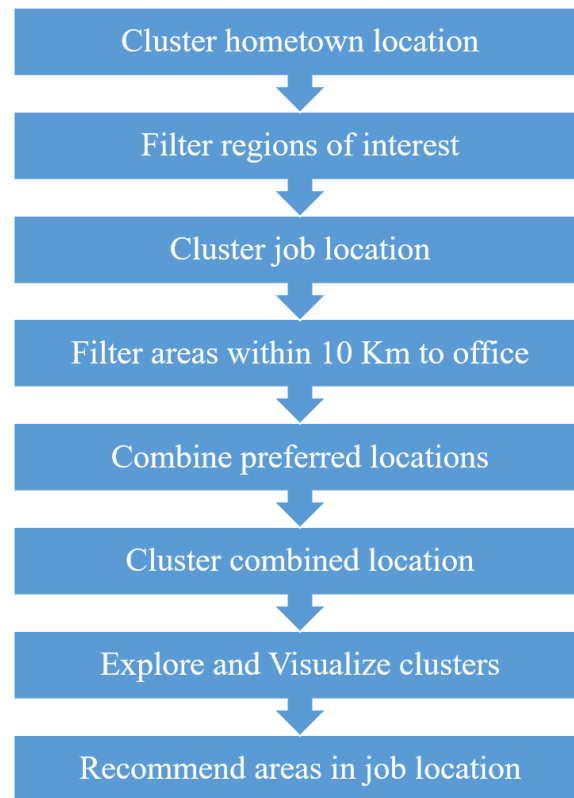 Cluster hometown location
Filter regions of interest
Cluster job location
Filter areas within 10 Km to office
Combine preferred locations
Cluster combined location
Explore and Visualize clusters
Recommend areas in job location